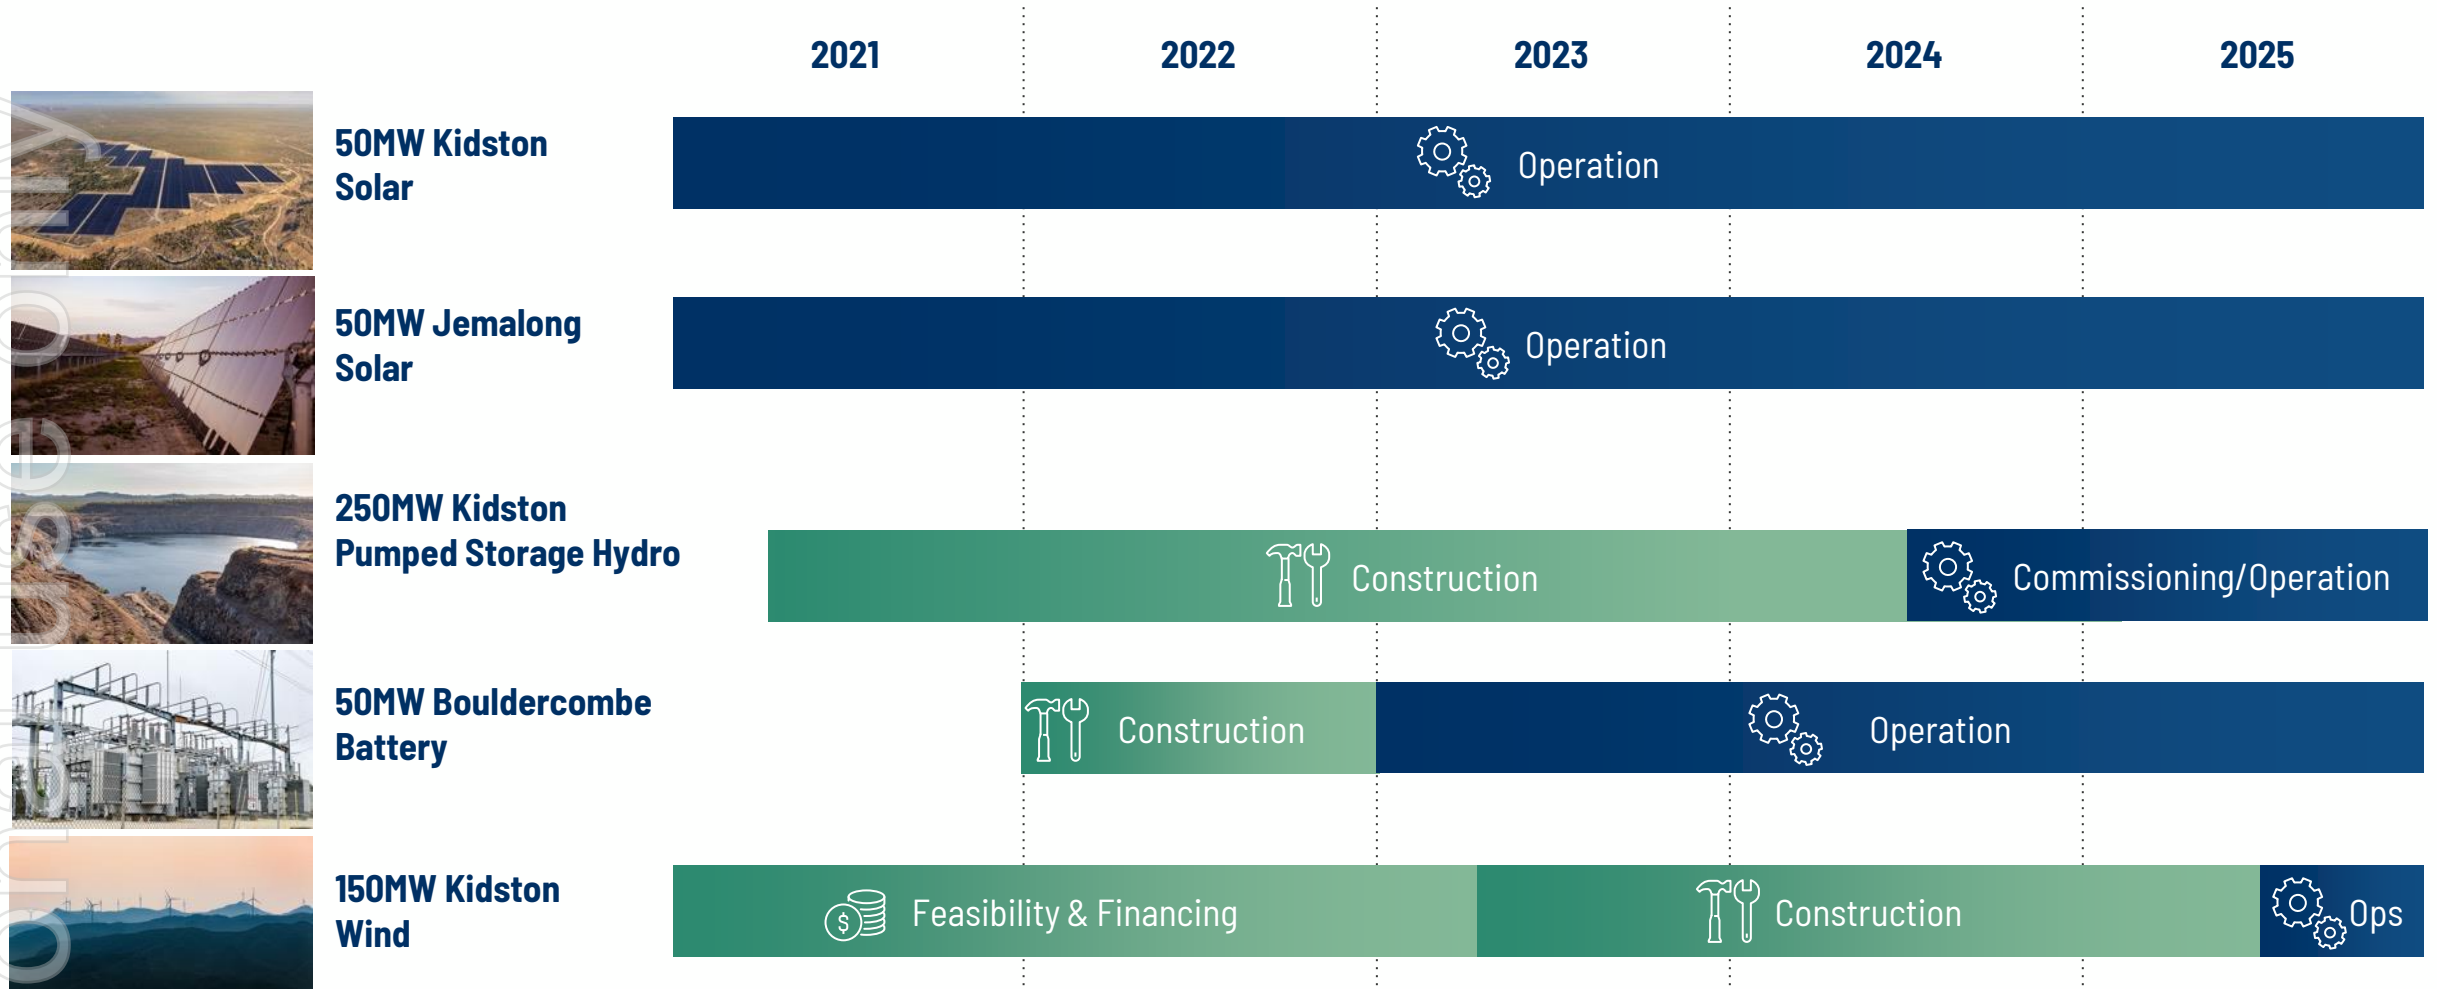 2021 2022 2023 2024 2025
50MW Kidston
Solar
Operation
50MW Jemalong
Solar
Operation
250MW Kidston
Pumped Storage Hydro
Construction
Commissioning/Operation
50MW Bouldercombe
Battery
Construction
Operation
150MW Kidston
Wind
$
Feasibility & Financing
Construction
Ops